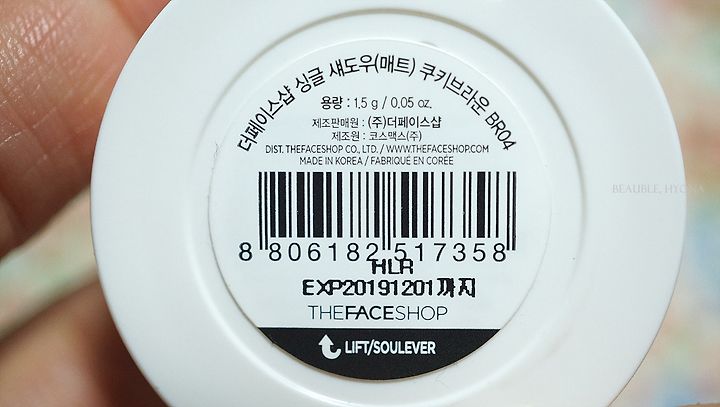 더페이스샵 싱글 섀도우(매트) 쿠키브라운 BR04
용량 : 1.5 g / 0.05 oz.
제조판매원 : (주)더페이스샵
제조원 : 코스맥스(주)
DIST. THEFACESHOP CO., LTD. / WWW.THEFACESHOP.COM
MADE IN KOREA / FABRIQUÉ EN CORÉE
8 806182 517358
HLR
EXP20191201까지
THEFACESHOP
LIFT/SOULEVER
BEAUBLE, HYONA